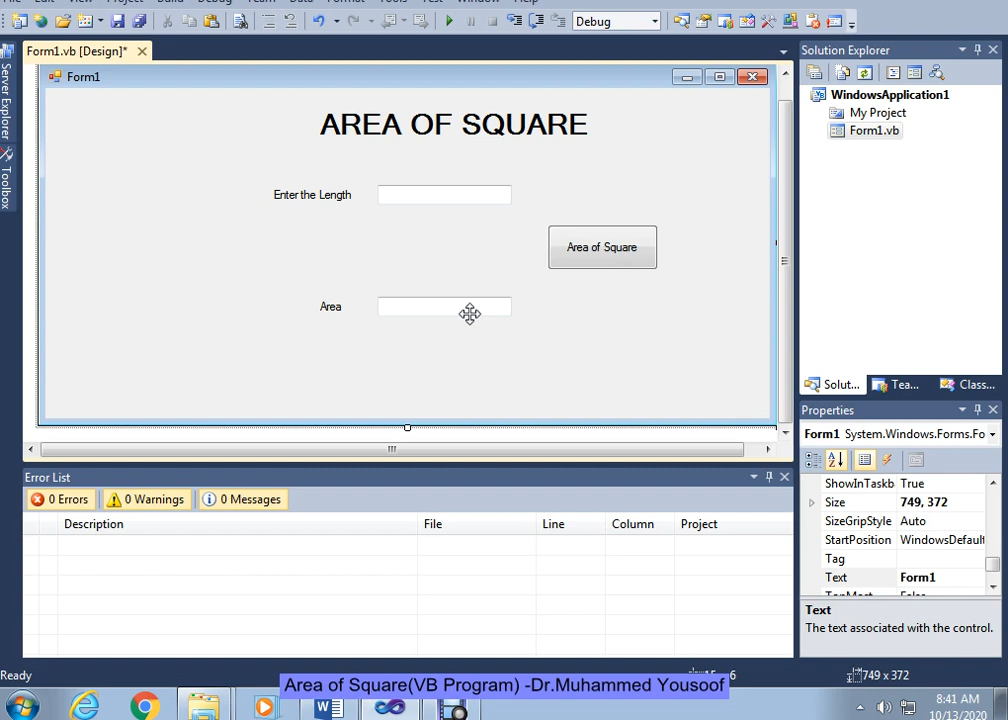 Debug
Form1.vb [Design]*
Solution Explorer
Form1
WindowsApplication1
My Project
Form1.vb
Server Explorer
Toolbox
AREA OF SQUARE
Enter the Length
Area of Square
Area
Solut...
Tea...
Class...
Properties
Form1 System.Windows.Forms.Fo
ShowInTaskb True
Size 749, 372
SizeGripStyle Auto
StartPosition WindowsDefault
Tag
Text Form1
Text
The text associated with the control.
Error List
0 Errors
0 Warnings
0 Messages
Description File Line Column Project
Ready
749 x 372
Area of Square(VB Program) -Dr.Muhammed Yousoof
8:41 AM
10/13/2020